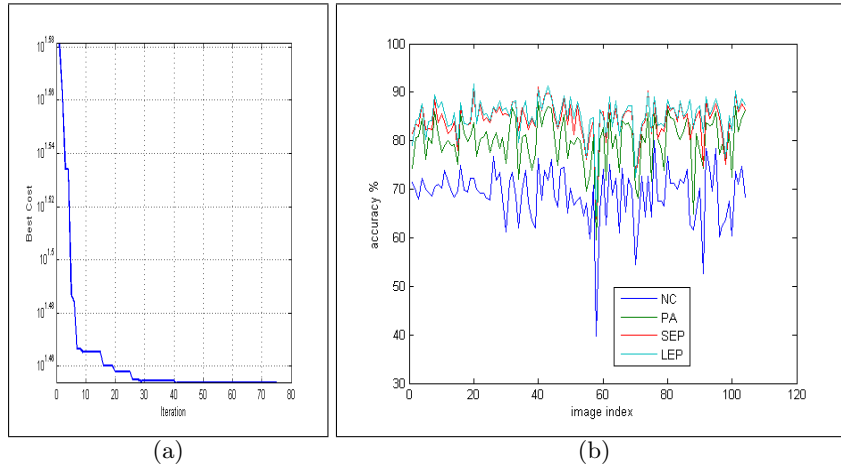 10^1.58
10^1.56
10^1.54
10^1.52
10^1.5
10^1.48
10^1.46
Best Cost
0 10 20 30 40 50 60 70 80
Iteration
(a)
100
90
80
70
60
50
40
30
accuracy %
0 20 40 60 80 100 120
image index
NC
PA
SEP
LEP
(b)